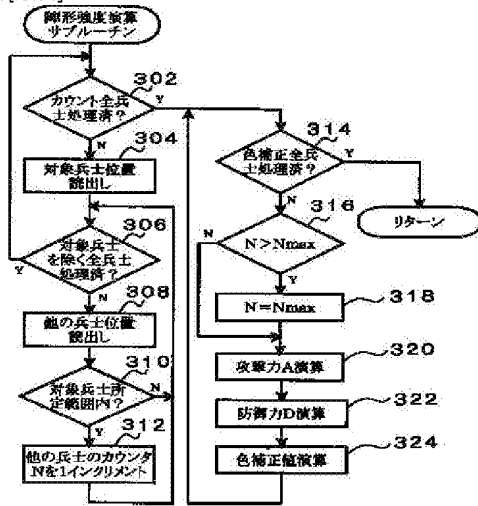 陣形強度演算
サブルーチン
302
カウント全兵
士処理済?
Y
N
304
対象兵士位置
読出し
306
対象兵士
を除く全兵士
処理済?
Y
N
308
他の兵士位置
読出し
310
対象兵士所
定範囲内?
N
Y
312
他の兵士のカウンタ
Nを1インクリメント
314
色補正全兵
士処理済?
Y
N
リターン
316
N>Nmax
N
Y
318
N=Nmax
320
攻撃力A演算
322
防御力D演算
324
色補正値演算